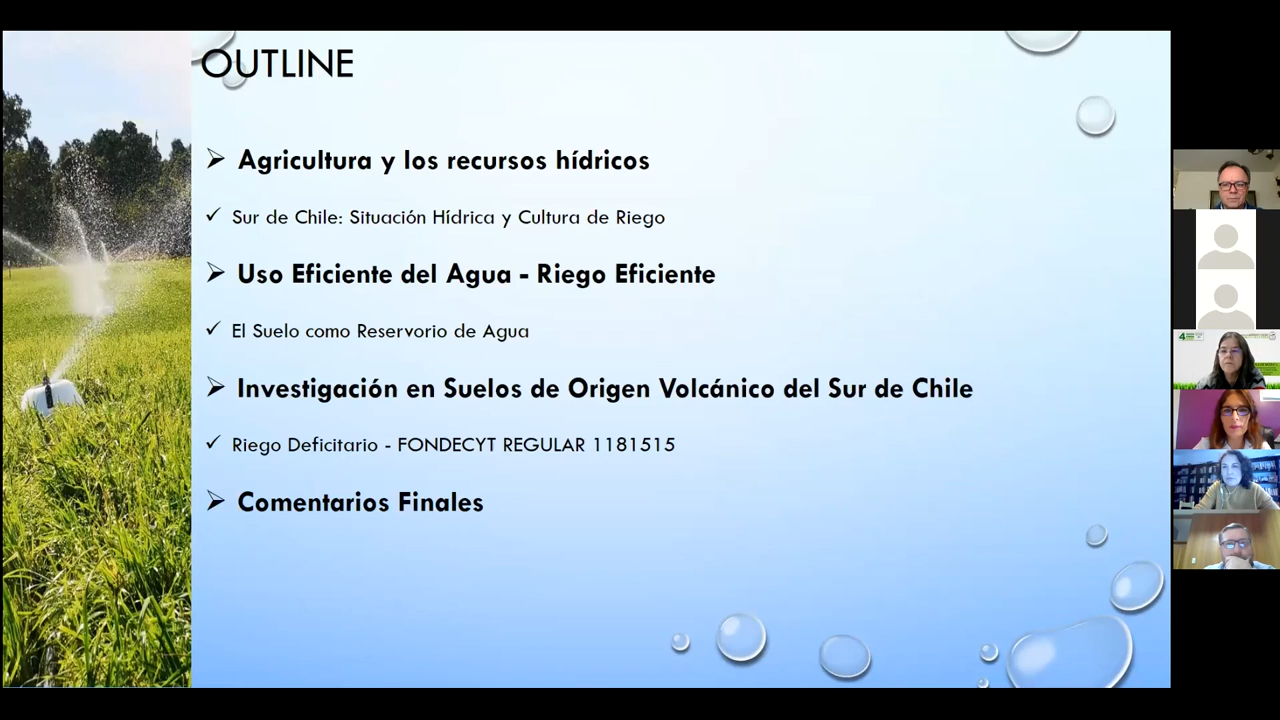 OUTLINE
Agricultura y los recursos hídricos
Sur de Chile: Situación Hídrica y Cultura de Riego
Uso Eficiente del Agua - Riego Eficiente
El Suelo como Reservorio de Agua
Investigación en Suelos de Origen Volcánico del Sur de Chile
Riego Deficitario - FONDECYT REGULAR 1181515
Comentarios Finales